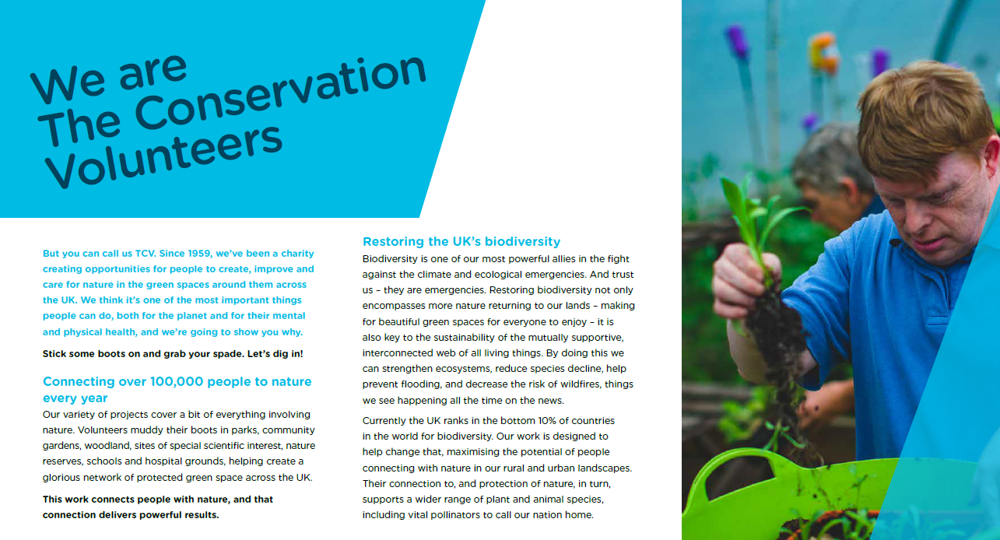 We are
The Conservation
Volunteers
But you can call us TCV. Since 1959, we’ve been a charity
creating opportunities for people to create, improve and
care for nature in the green spaces around them across
the UK. We think it’s one of the most important things
people can do, both for the planet and for their mental
and physical health, and we’re going to show you why.
Stick some boots on and grab your spade. Let’s dig in!
Connecting over 100,000 people to nature
every year
Our variety of projects cover a bit of everything involving
nature. Volunteers muddy their boots in parks, community
gardens, woodland, sites of special scientific interest, nature
reserves, schools and hospital grounds, helping create a
glorious network of protected green space across the UK.
This work connects people with nature, and that
connection delivers powerful results.
Restoring the UK’s biodiversity
Biodiversity is one of our most powerful allies in the fight
against the climate and ecological emergencies. And trust
us – they are emergencies. Restoring biodiversity not only
encompasses more nature returning to our lands – making
for beautiful green spaces for everyone to enjoy – it is
also key to the sustainability of the mutually supportive,
interconnected web of all living things. By doing this we
can strengthen ecosystems, reduce species decline, help
prevent flooding, and decrease the risk of wildfires, things
we see happening all the time on the news.
Currently the UK ranks in the bottom 10% of countries
in the world for biodiversity. Our work is designed to
help change that, maximising the potential of people
connecting with nature in our rural and urban landscapes.
Their connection to, and protection of nature, in turn,
supports a wider range of plant and animal species,
including vital pollinators to call our nation home.